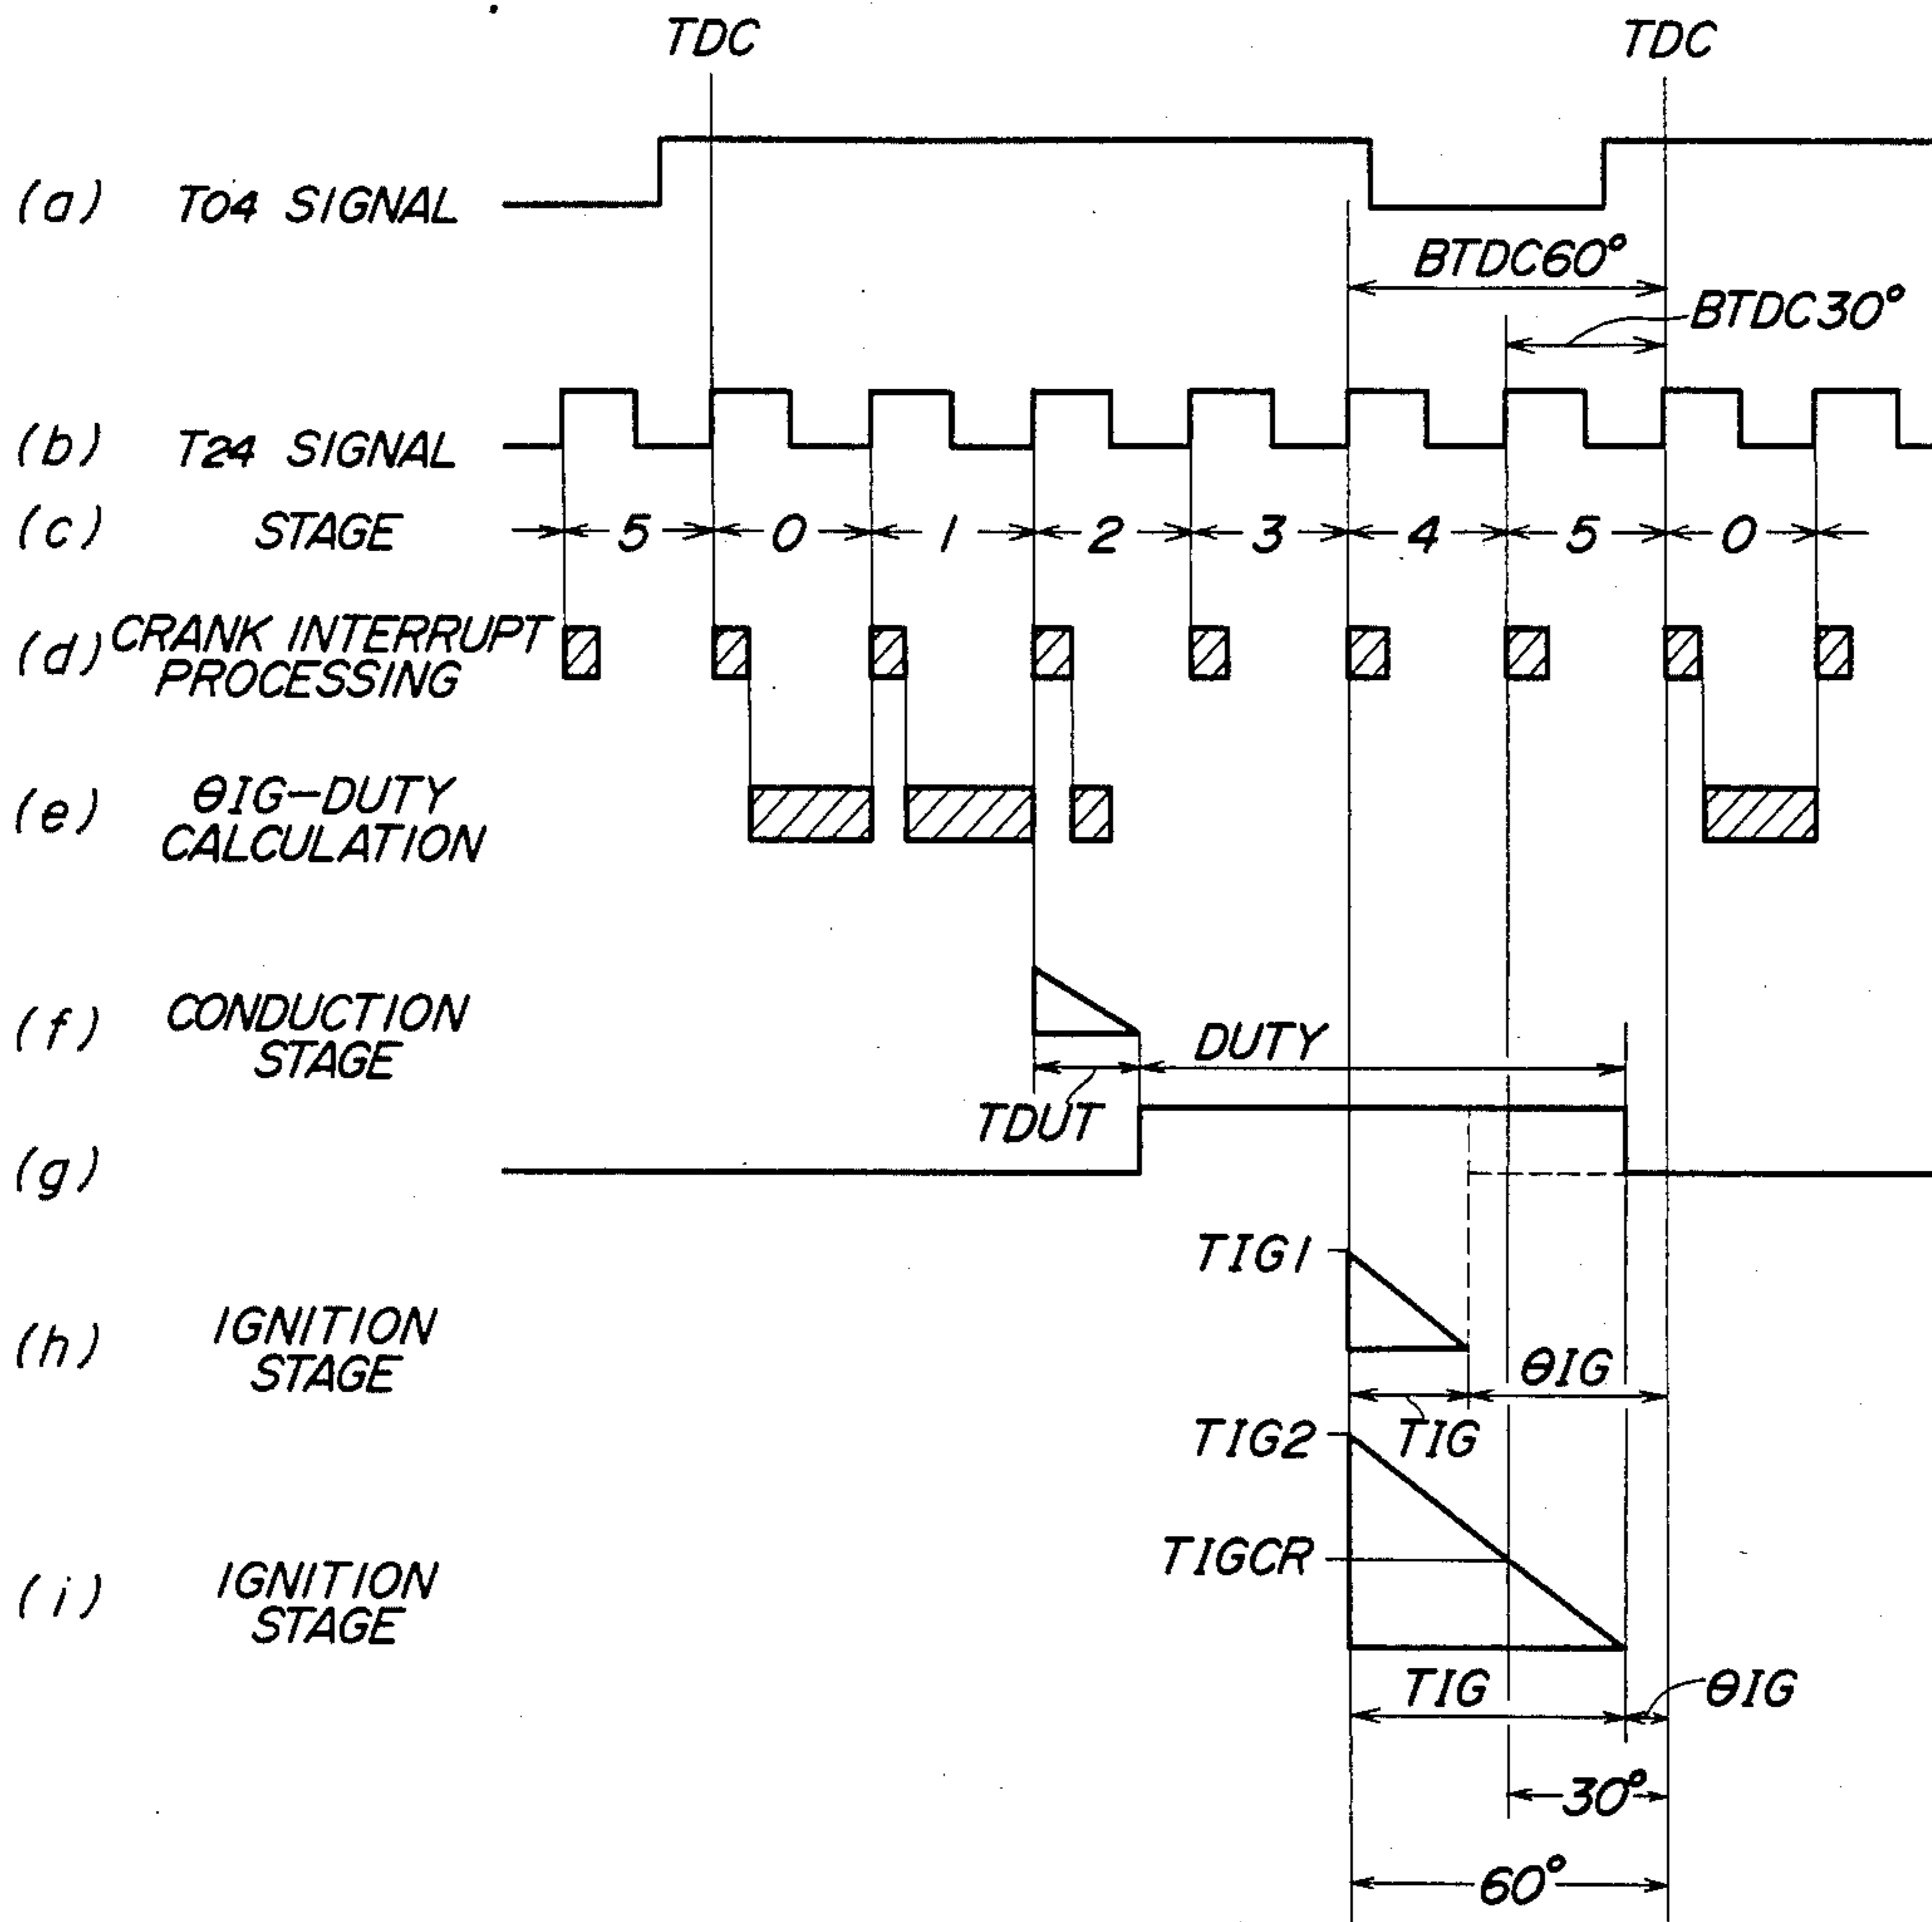 TDC TDC
(a) T04 SIGNAL
BTDC60°
BTDC30°
(b) T24 SIGNAL
(c) STAGE 5 0 1 2 3 4 5 0
(d) CRANK INTERRUPT
PROCESSING
(e) θIG-DUTY
CALCULATION
(f) CONDUCTION
STAGE
DUTY
TDUT
(g)
TIG1
(h) IGNITION
STAGE
θIG
TIG
TIG2
TIGCR
(i) IGNITION
STAGE
TIG θIG
30°
60°